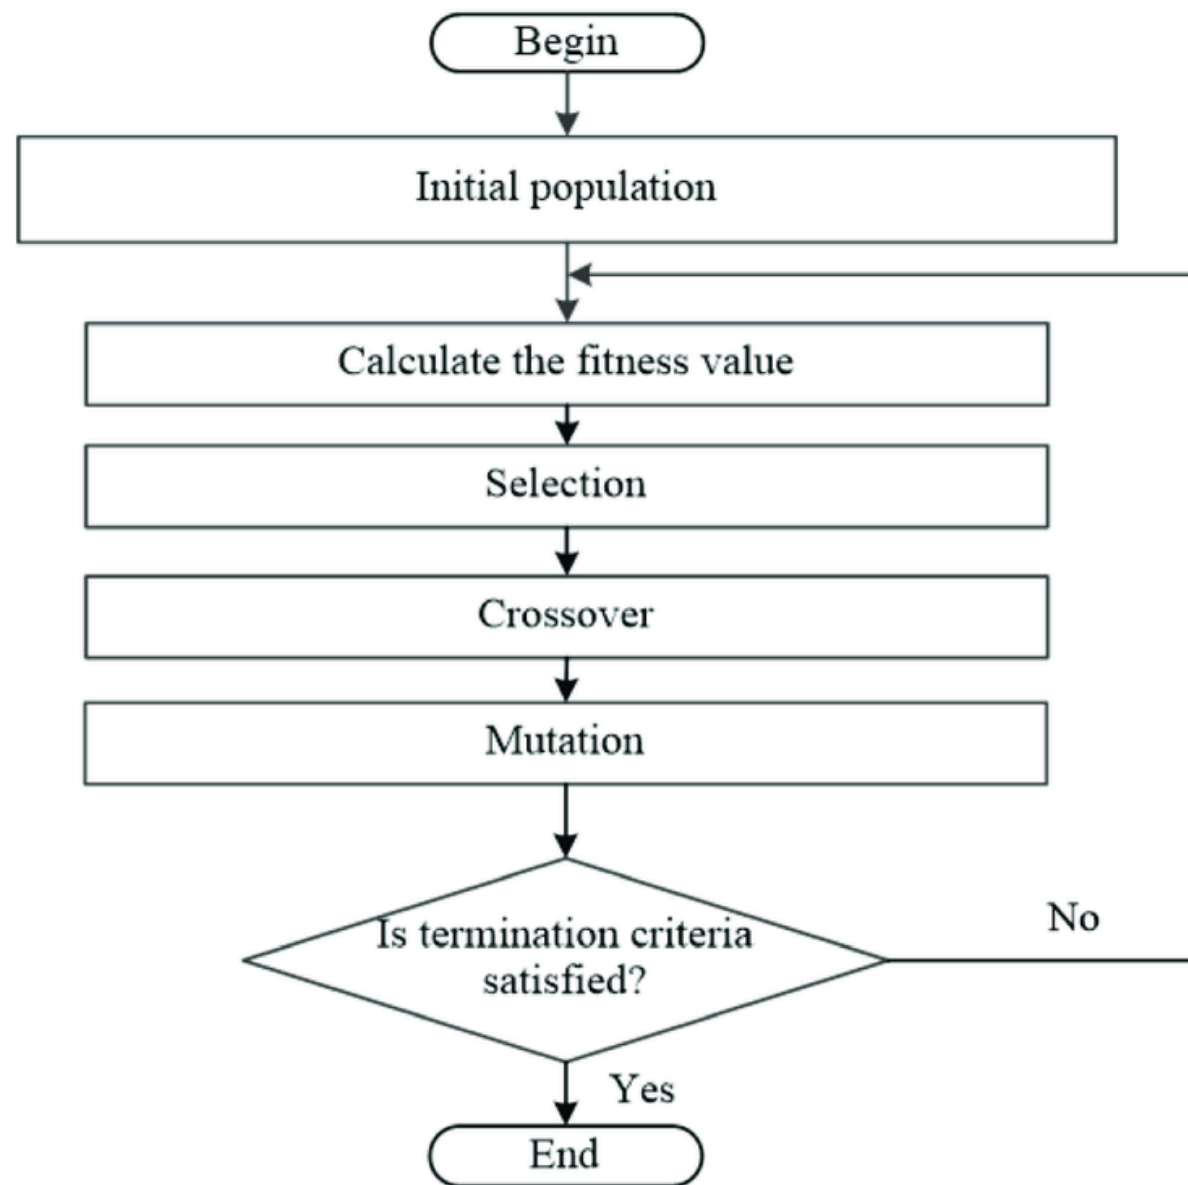 Begin
Initial population
Calculate the fitness value
Selection
Crossover
Mutation
Is termination criteria
satisfied?
No
Yes
End